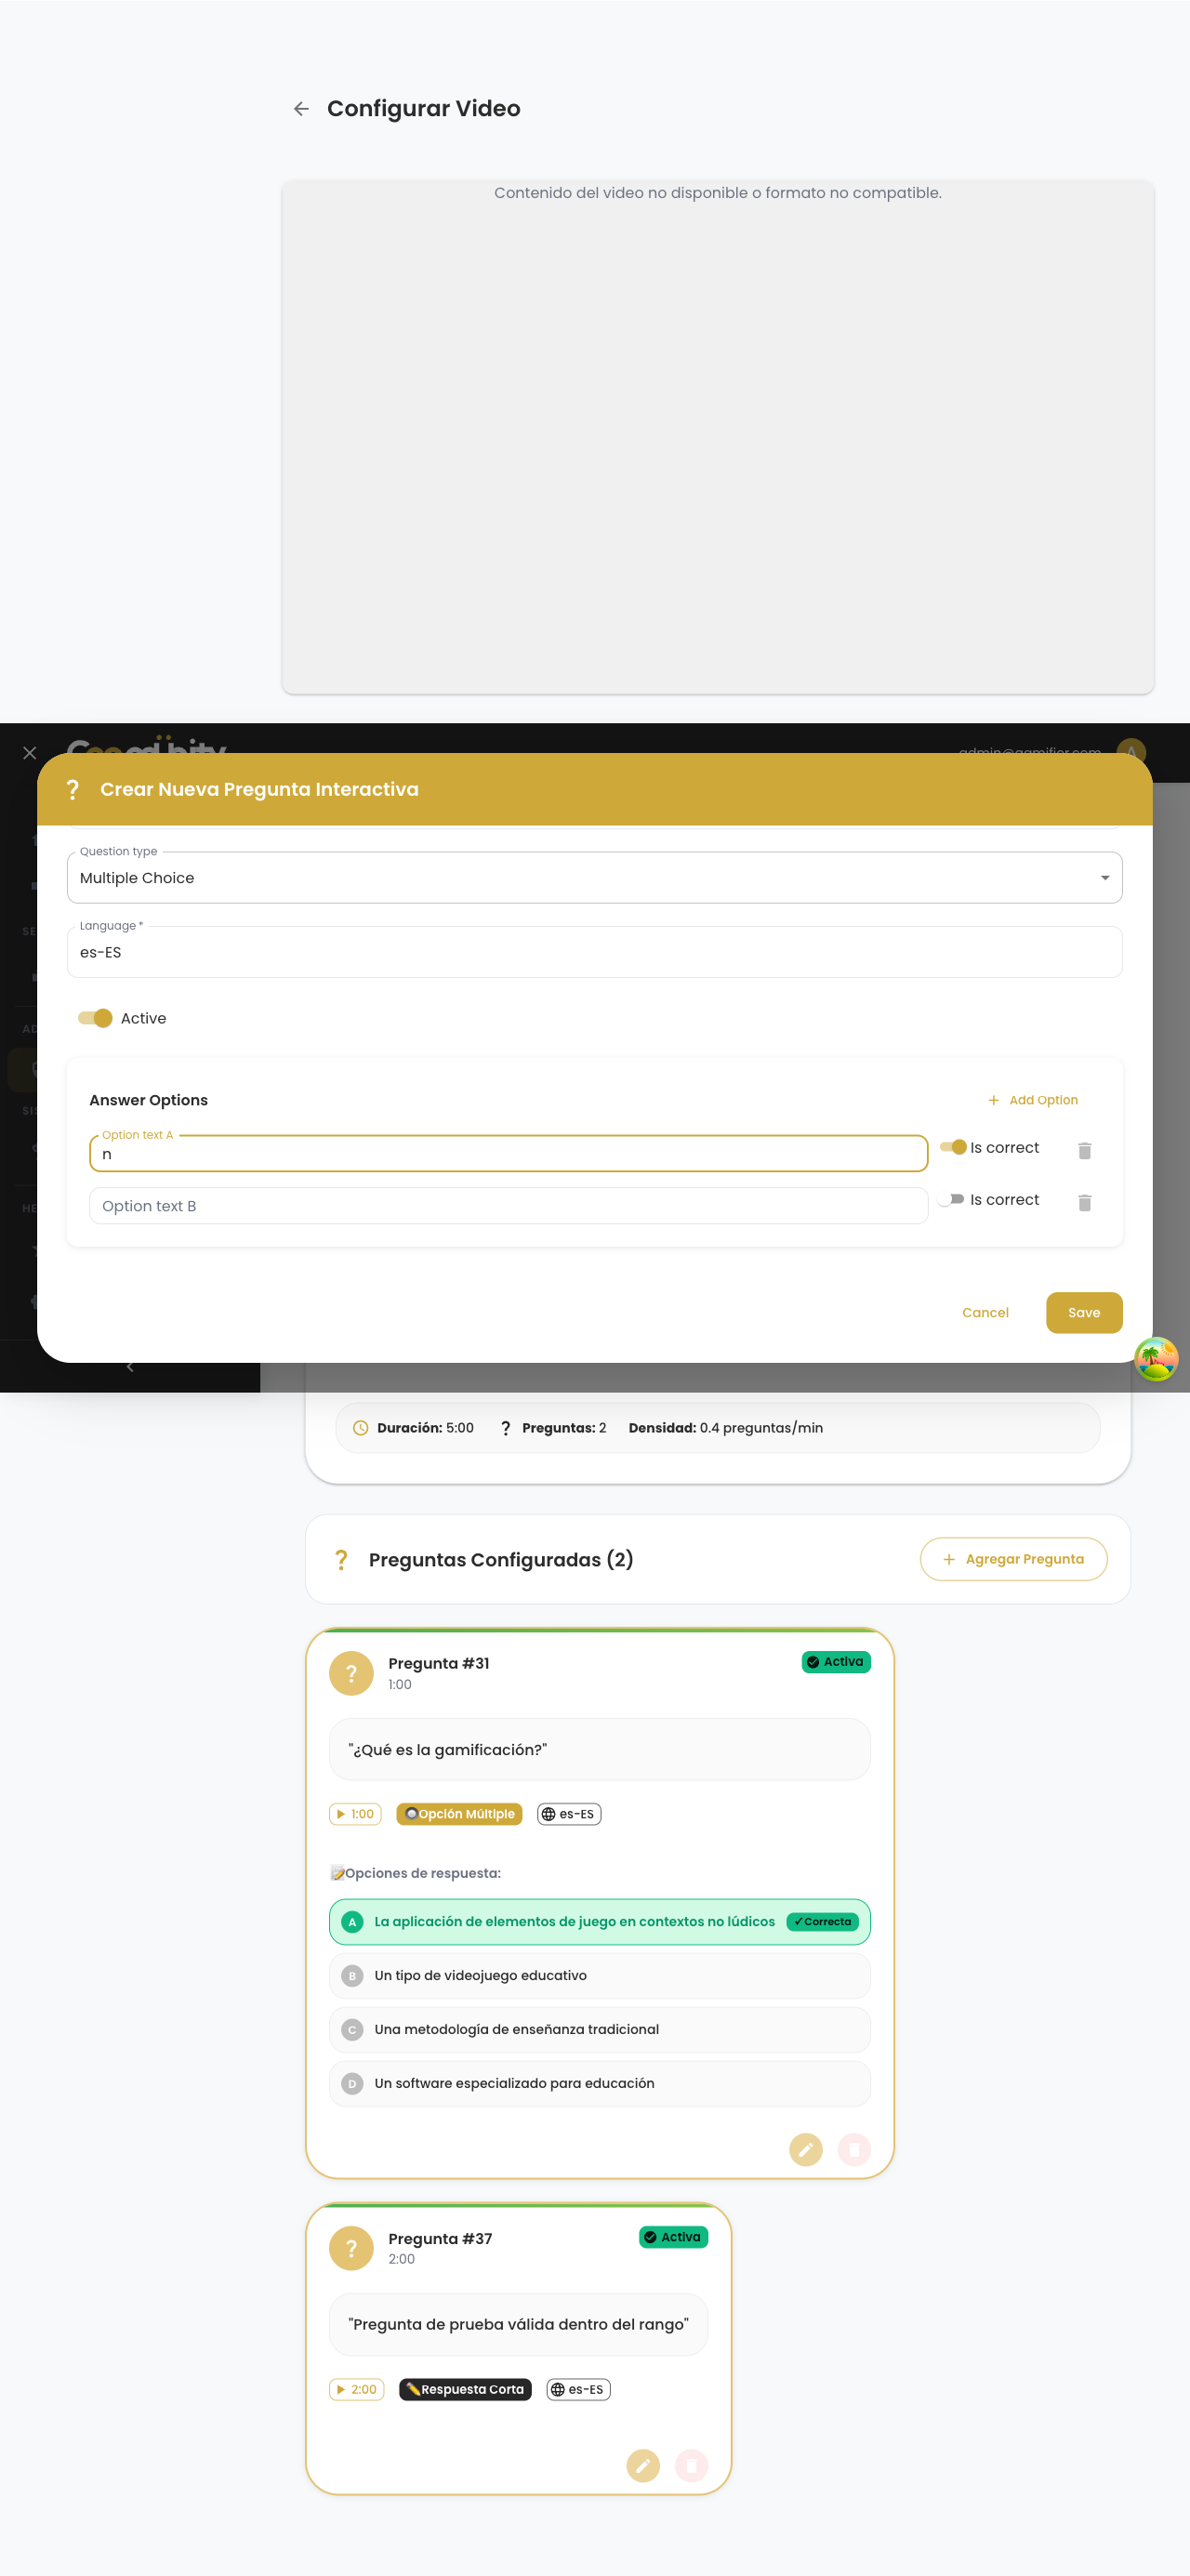 Configurar Video
Contenido del video no disponible o formato no compatible.
admin@gamifier.com A
Crear Nueva Pregunta Interactiva
Question type
Multiple Choice
Language *
es-ES
Active
Answer Options
+ Add Option
Option text A
n
Is correct
Option text B
Is correct
Cancel
Save
Duración: 5:00
? Preguntas: 2
Densidad: 0.4 preguntas/min
? Preguntas Configuradas (2)
+ Agregar Pregunta
? Pregunta #31
1:00
Activa
"¿Qué es la gamificación?"
1:00
Opción Múltiple
es-ES
Opciones de respuesta:
A La aplicación de elementos de juego en contextos no lúdicos ✓Correcta
B Un tipo de videojuego educativo
C Una metodología de enseñanza tradicional
D Un software especializado para educación
? Pregunta #37
2:00
Activa
"Pregunta de prueba válida dentro del rango"
2:00
Respuesta Corta
es-ES